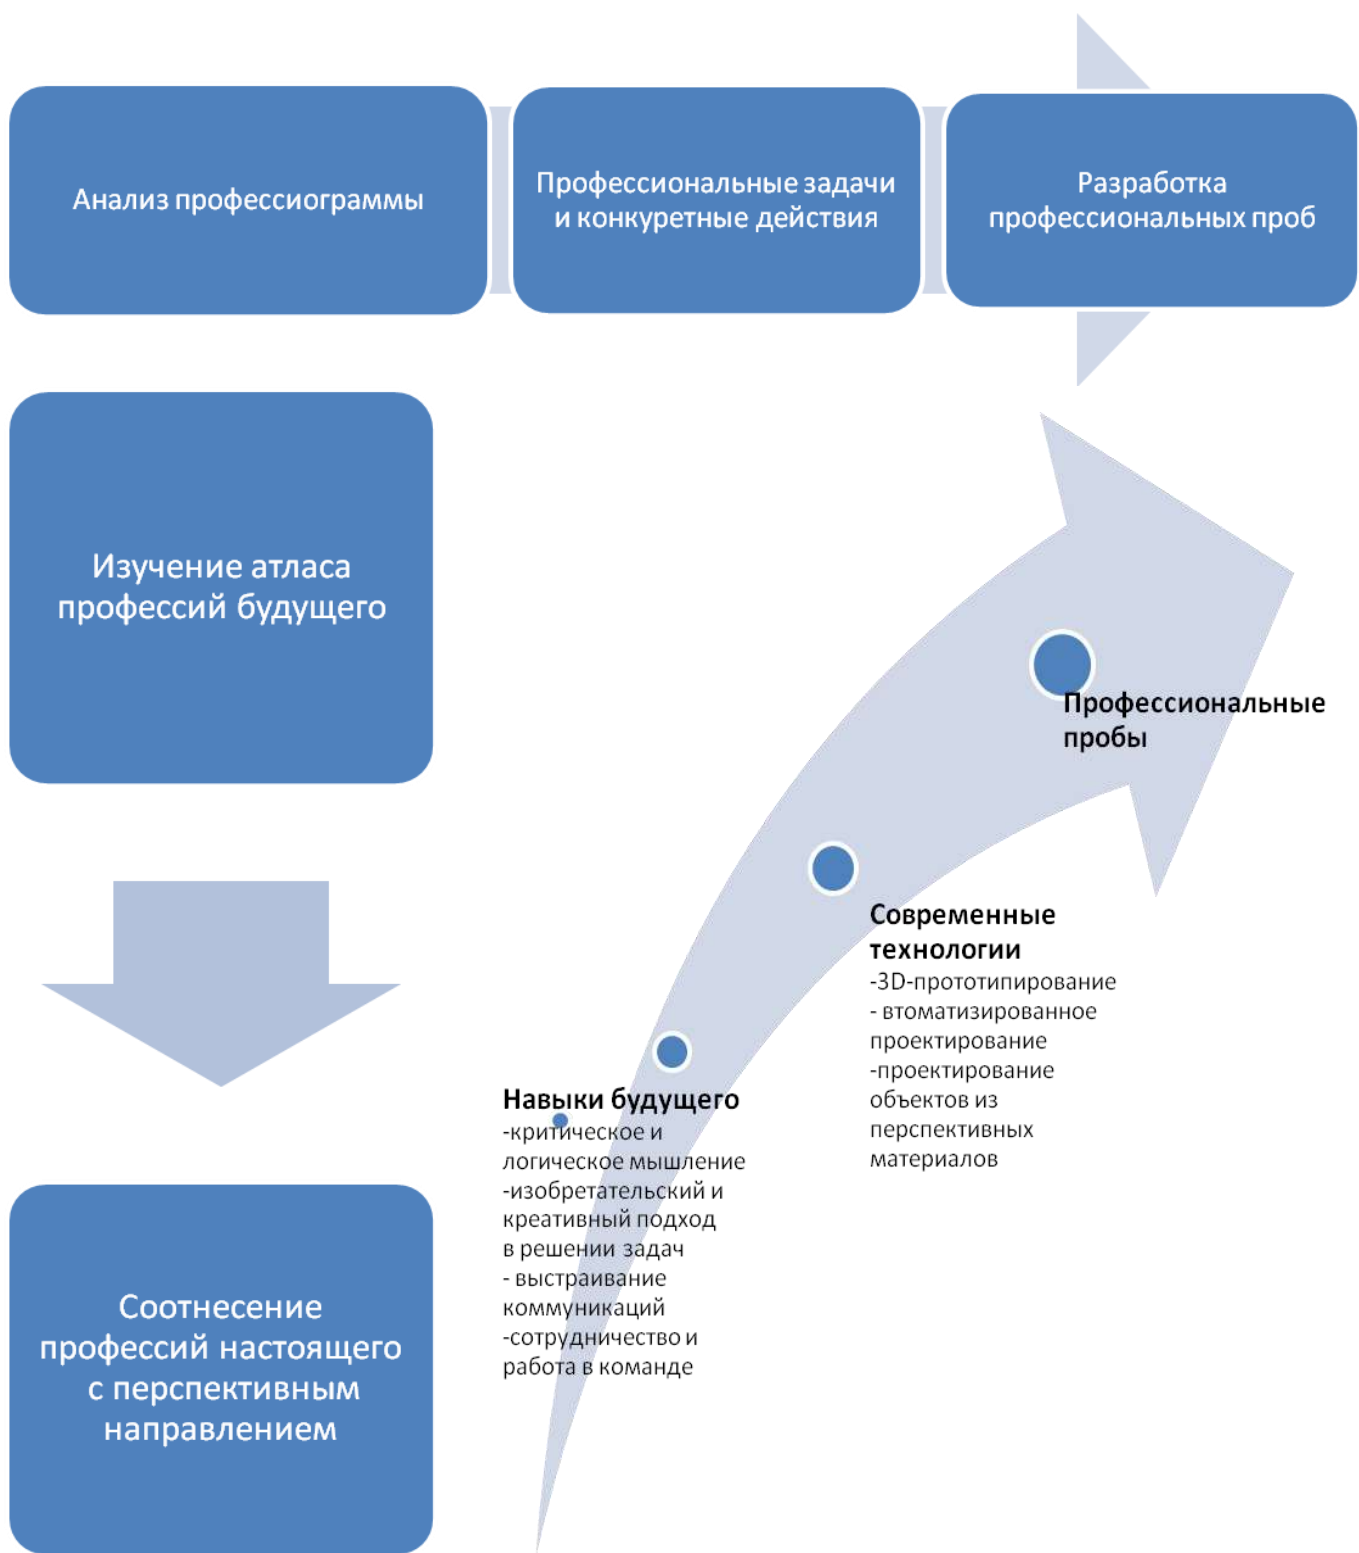 Анализ профессиограммы
Профессиональные задачи
и конкуретные действия
Разработка
профессиональных проб
Изучение атласа
профессий будущего
Соотнесение
профессий настоящего
с перспективным
направлением
Навыки будущего
-критическое и
логическое мышление
-изобретательский и
креативный подход
в решении задач
- выстраивание
коммуникаций
-сотрудничество и
работа в команде
Современные
технологии
-3D-прототипирование
- втоматизированное
проектирование
-проектирование
объектов из
перспективных
материалов
Профессиональные
пробы